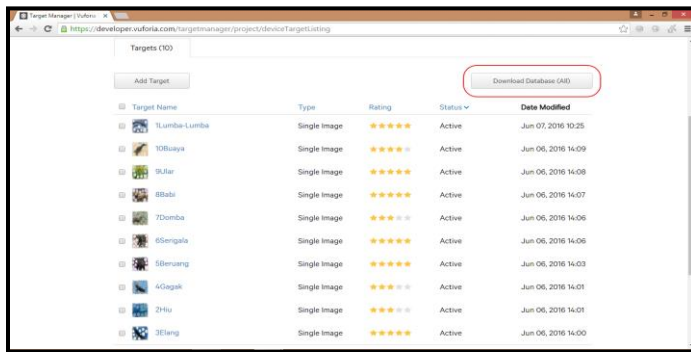 Target Manager | Vuforia
https://developer.vuforia.com/targetmanager/project/deviceTargetListing
Targets (10)
Add Target
Download Database (All)
Target Name Type Rating Status Date Modified
1Lumba-Lumba Single Image Active Jun 07, 2016 10:25
10Buaya Single Image Active Jun 06, 2016 14:09
9Ular Single Image Active Jun 06, 2016 14:08
8Babi Single Image Active Jun 06, 2016 14:07
7Domba Single Image Active Jun 06, 2016 14:06
6Serigala Single Image Active Jun 06, 2016 14:06
5Beruang Single Image Active Jun 06, 2016 14:03
4Gagak Single Image Active Jun 06, 2016 14:01
2Hiu Single Image Active Jun 06, 2016 14:01
3Elang Single Image Active Jun 06, 2016 14:00